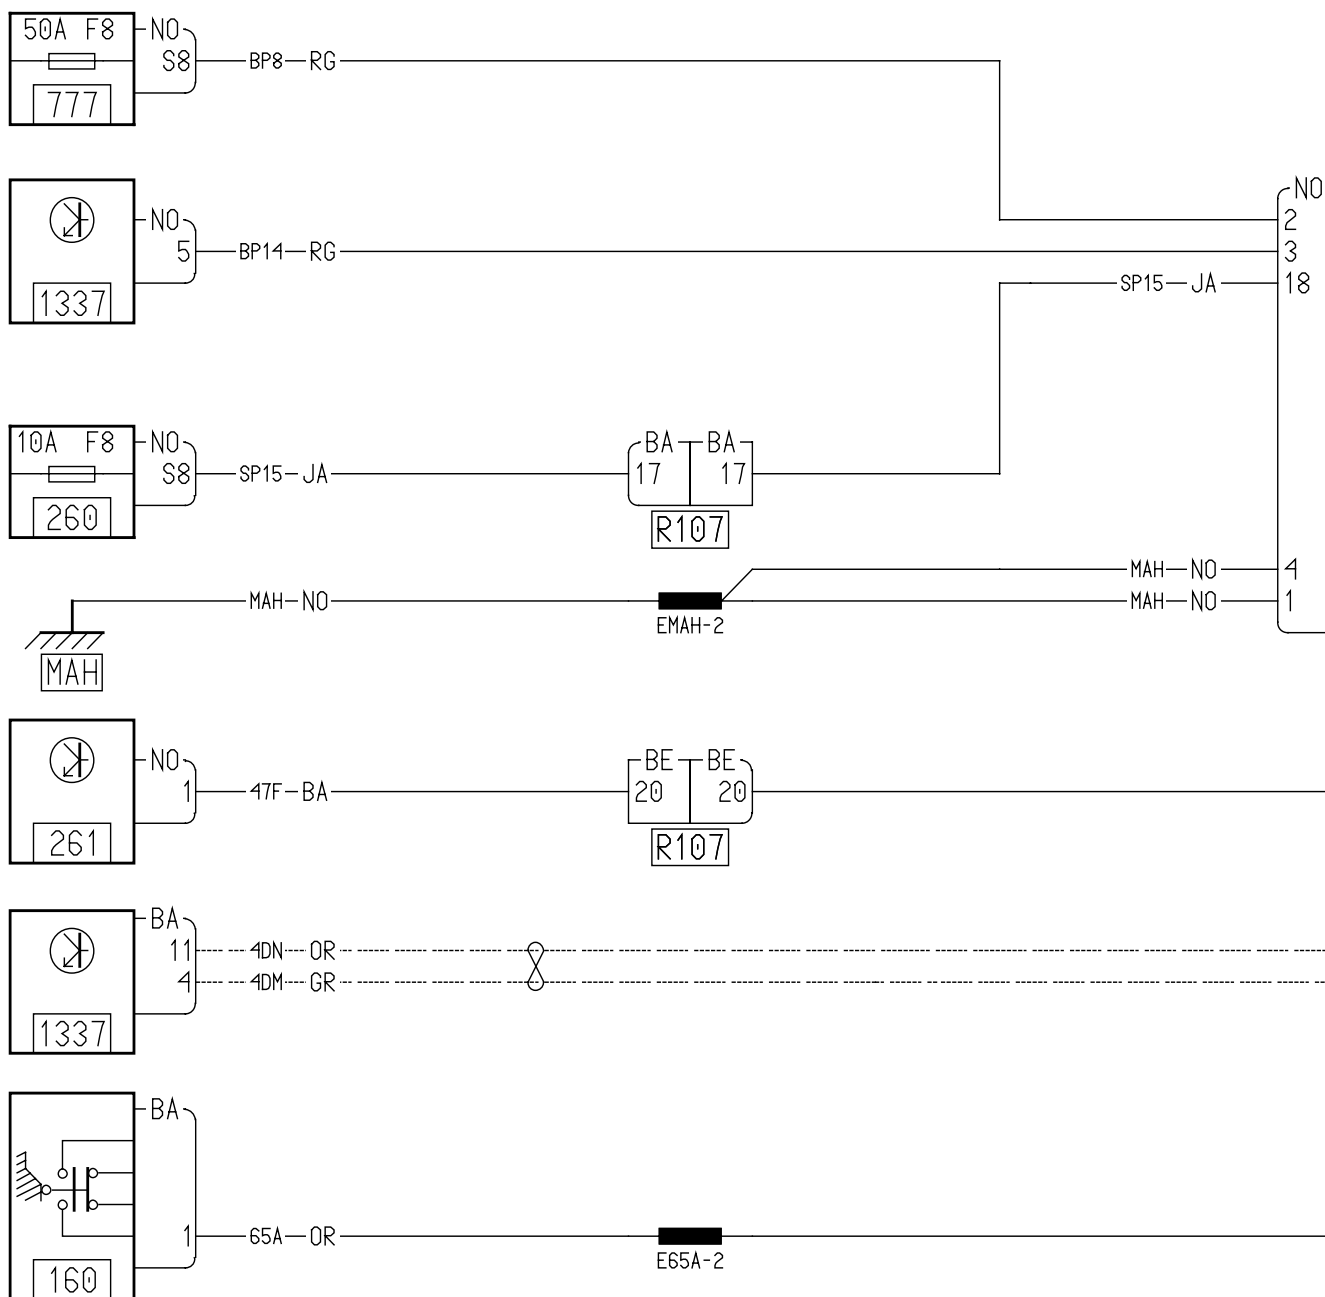 50A F8 NO
S8 BP8 RG
777
NO
NO
2
5 BP14 RG 3
SP15 JA 18
1337
10A F8 NO BA BA
S8 SP15 JA 17 17
260 R107
MAH NO 4
MAH NO MAH NO 1
EMAH-2
MAH
NO BE BE
1 47F BA 20 20
261 R107
BA
11 4DN OR
4 4DM GR
1337
BA
1 65A OR
E65A-2
160